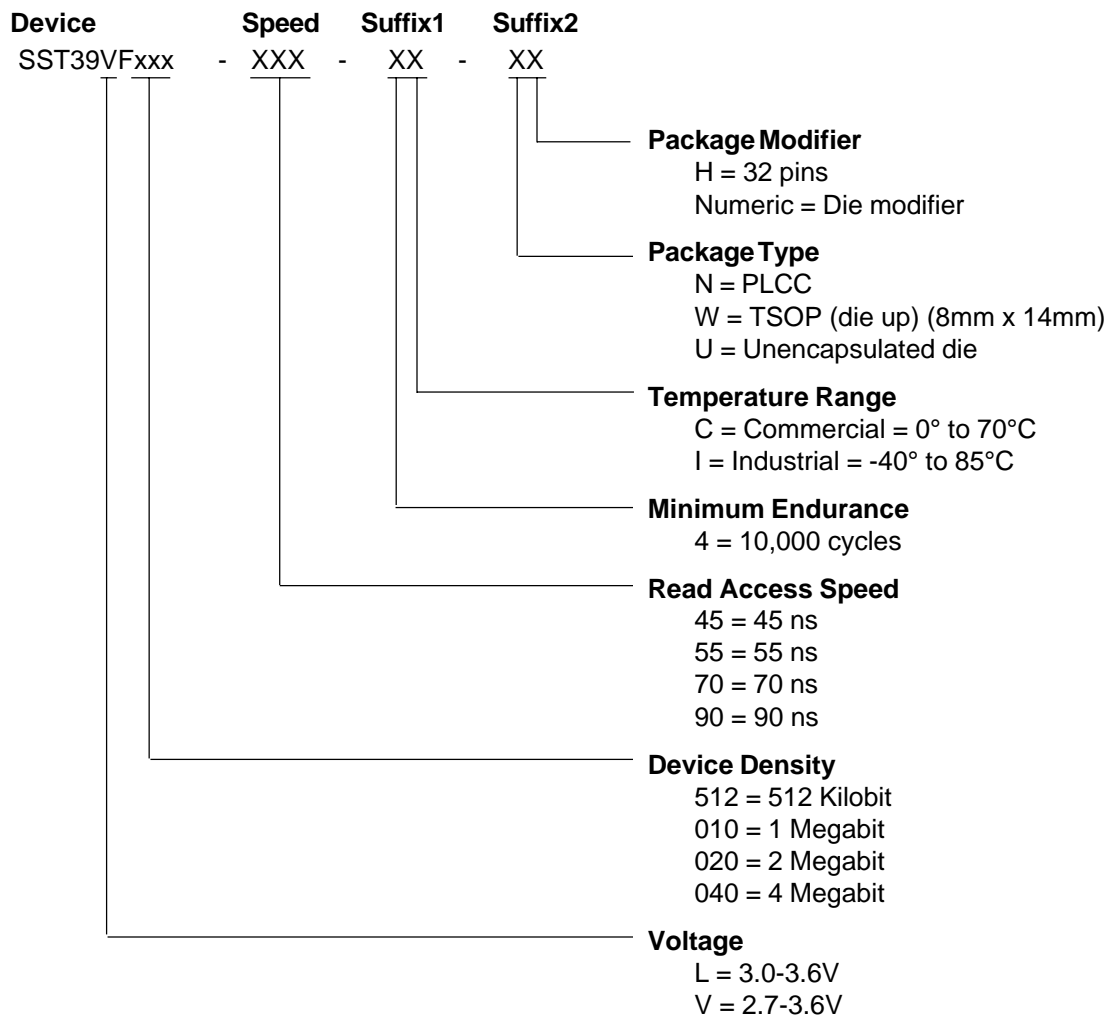 Device Speed Suffix1 Suffix2
SST39VFxxx - XXX - XX - XX
Package Modifier
H = 32 pins
Numeric = Die modifier
Package Type
N = PLCC
W = TSOP (die up) (8mm x 14mm)
U = Unencapsulated die
Temperature Range
C = Commercial = 0° to 70°C
I = Industrial = -40° to 85°C
Minimum Endurance
4 = 10,000 cycles
Read Access Speed
45 = 45 ns
55 = 55 ns
70 = 70 ns
90 = 90 ns
Device Density
512 = 512 Kilobit
010 = 1 Megabit
020 = 2 Megabit
040 = 4 Megabit
Voltage
L = 3.0-3.6V
V = 2.7-3.6V